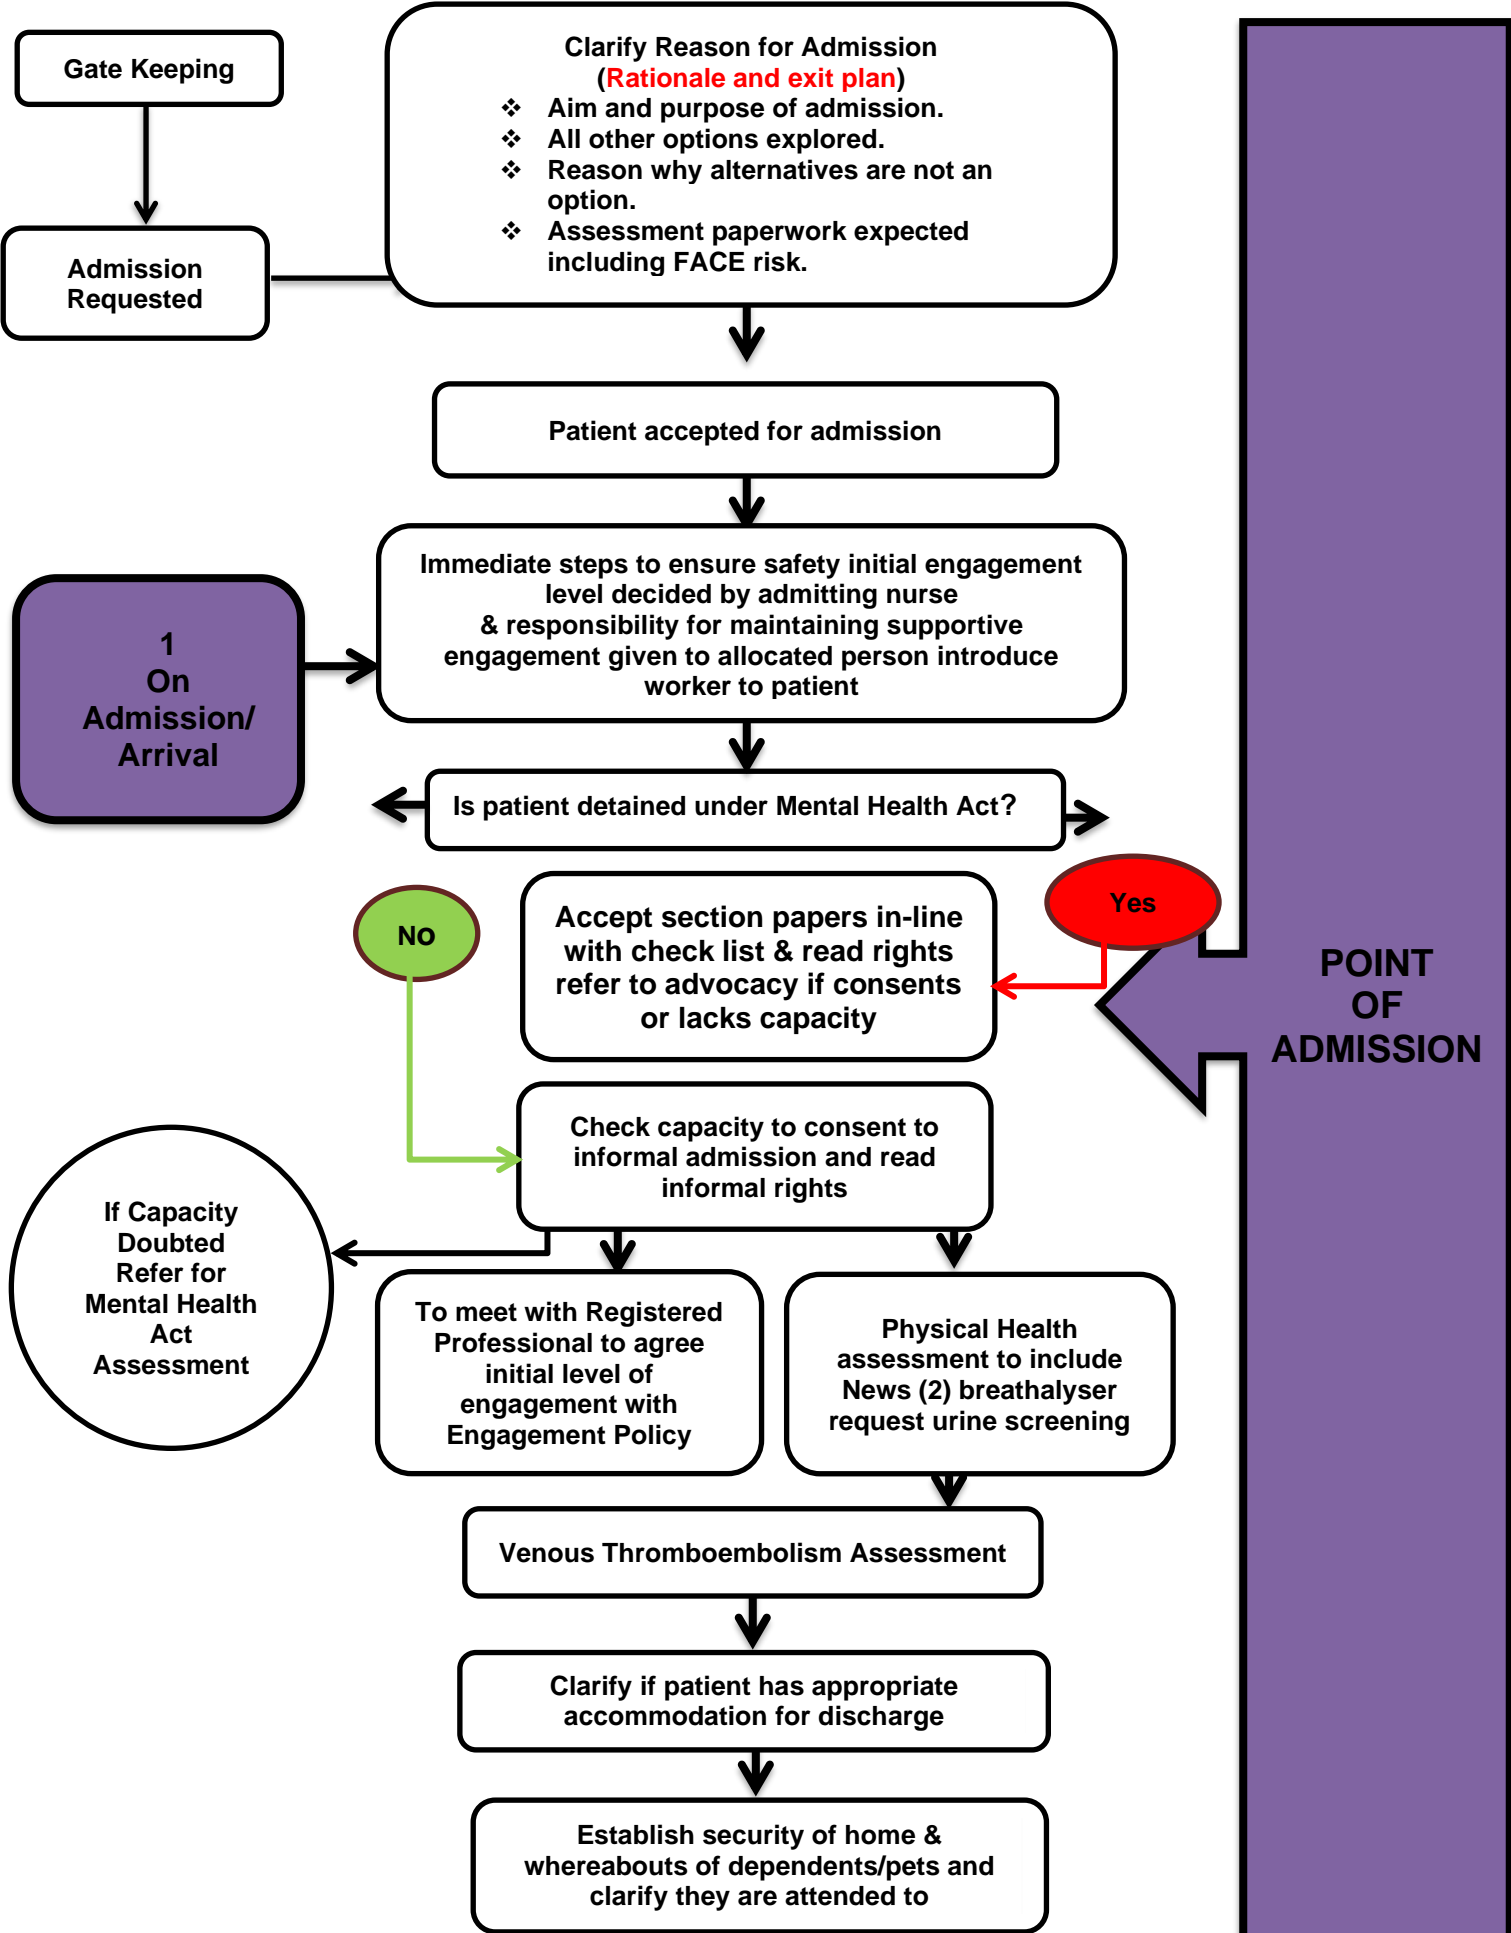 Gate Keeping
Clarify Reason for Admission
(Rationale and exit plan)
❖ Aim and purpose of admission.
❖ All other options explored.
❖ Reason why alternatives are not an
option.
❖ Assessment paperwork expected
including FACE risk.
Admission
Requested
Patient accepted for admission
Immediate steps to ensure safety initial engagement
level decided by admitting nurse
& responsibility for maintaining supportive
engagement given to allocated person introduce
worker to patient
1
On
Admission/
Arrival
Is patient detained under Mental Health Act?
No
Accept section papers in-line
with check list & read rights
refer to advocacy if consents
or lacks capacity
Yes
POINT
OF
ADMISSION
Check capacity to consent to
informal admission and read
informal rights
If Capacity
Doubted
Refer for
Mental Health
Act
Assessment
To meet with Registered
Professional to agree
initial level of
engagement with
Engagement Policy
Physical Health
assessment to include
News (2) breathalyser
request urine screening
Venous Thromboembolism Assessment
Clarify if patient has appropriate
accommodation for discharge
Establish security of home &
whereabouts of dependents/pets and
clarify they are attended to